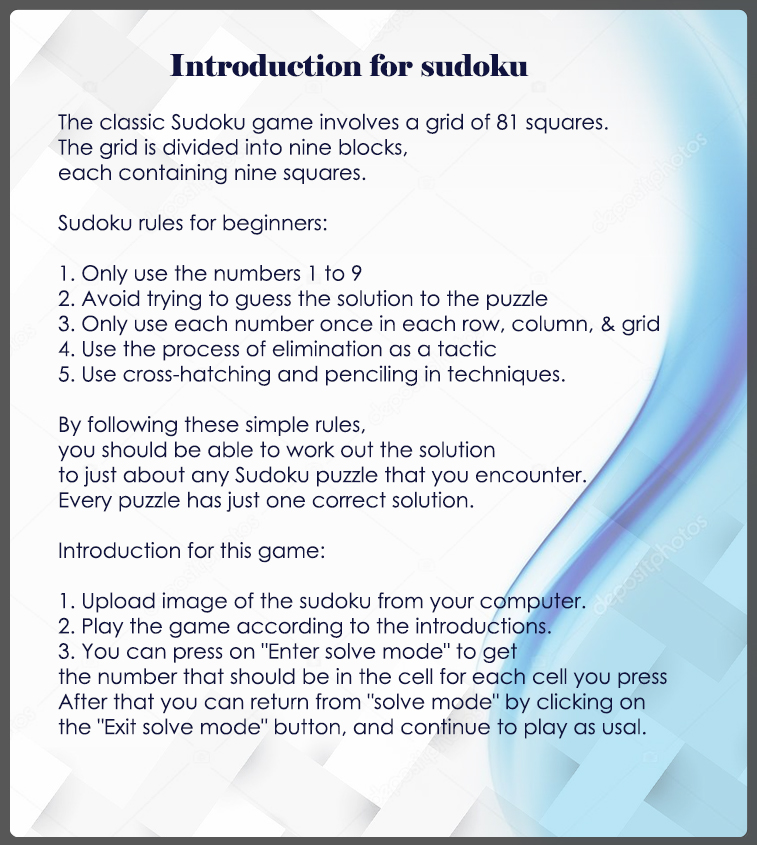 Introduction for sudoku
The classic Sudoku game involves a grid of 81 squares.
The grid is divided into nine blocks,
each containing nine squares.
Sudoku rules for beginners:
1. Only use the numbers 1 to 9
2. Avoid trying to guess the solution to the puzzle
3. Only use each number once in each row, column, & grid
4. Use the process of elimination as a tactic
5. Use cross-hatching and penciling in techniques.
By following these simple rules,
you should be able to work out the solution
to just about any Sudoku puzzle that you encounter.
Every puzzle has just one correct solution.
Introduction for this game:
1. Upload image of the sudoku from your computer.
2. Play the game according to the introductions.
3. You can press on "Enter solve mode" to get
the number that should be in the cell for each cell you press
After that you can return from "solve mode" by clicking on
the "Exit solve mode" button, and continue to play as usal.
depositphotos
depositphotos